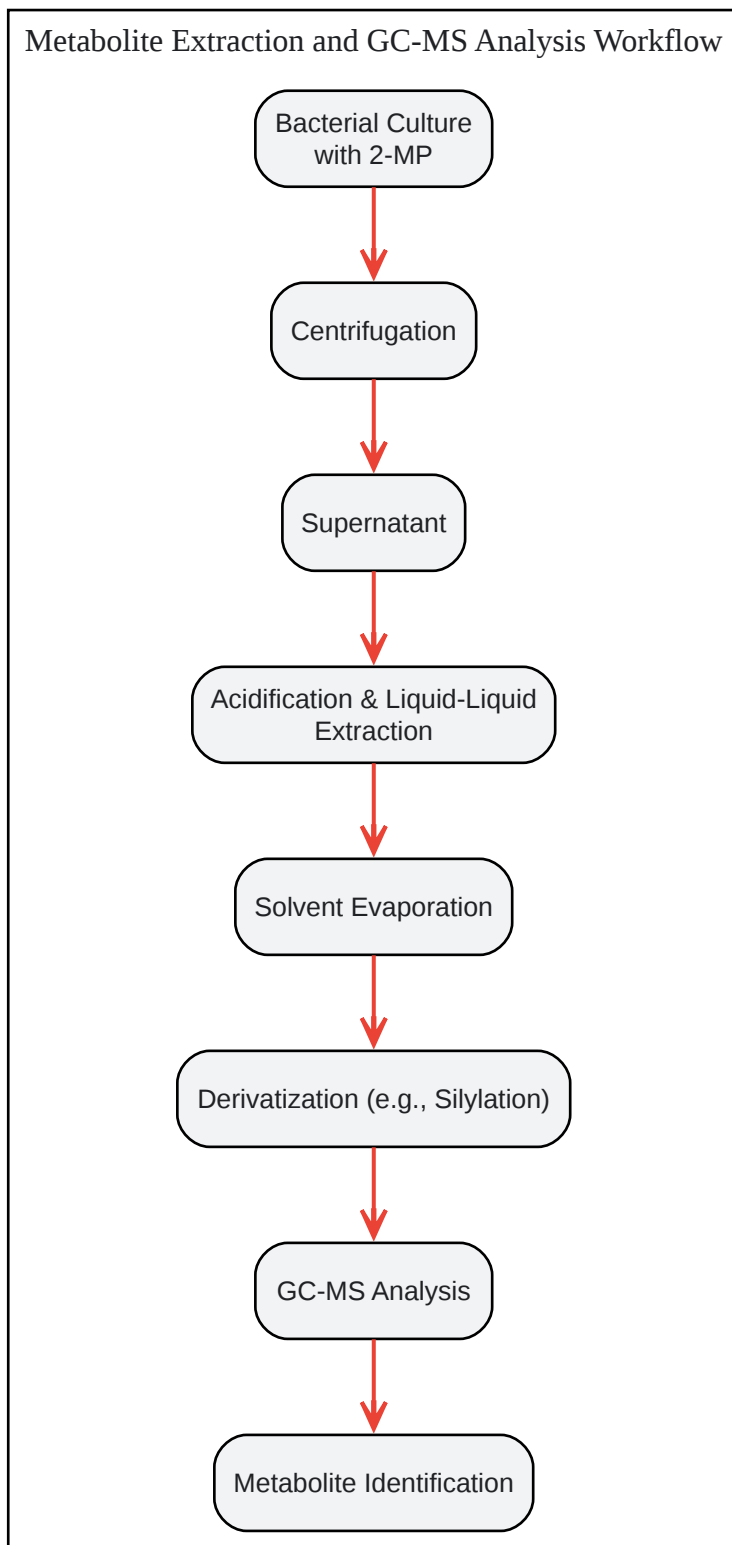 Metabolite Extraction and GC-MS Analysis Workflow
Bacterial Culture
with 2-MP
Centrifugation
Supernatant
Acidification & Liquid-Liquid
Extraction
Solvent Evaporation
Derivatization (e.g., Silylation)
GC-MS Analysis
Metabolite Identification